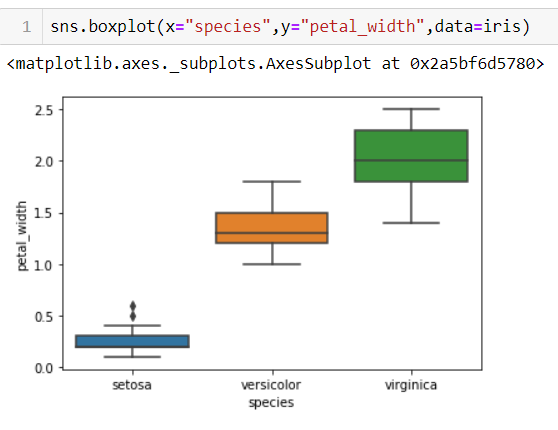 1 sns.boxplot(x="species",y="petal_width",data=iris)
<matplotlib.axes._subplots.AxesSubplot at 0x2a5bf6d5780>
2.5
2.0
1.5
1.0
0.5
0.0
petal_width
setosa versicolor virginica
species